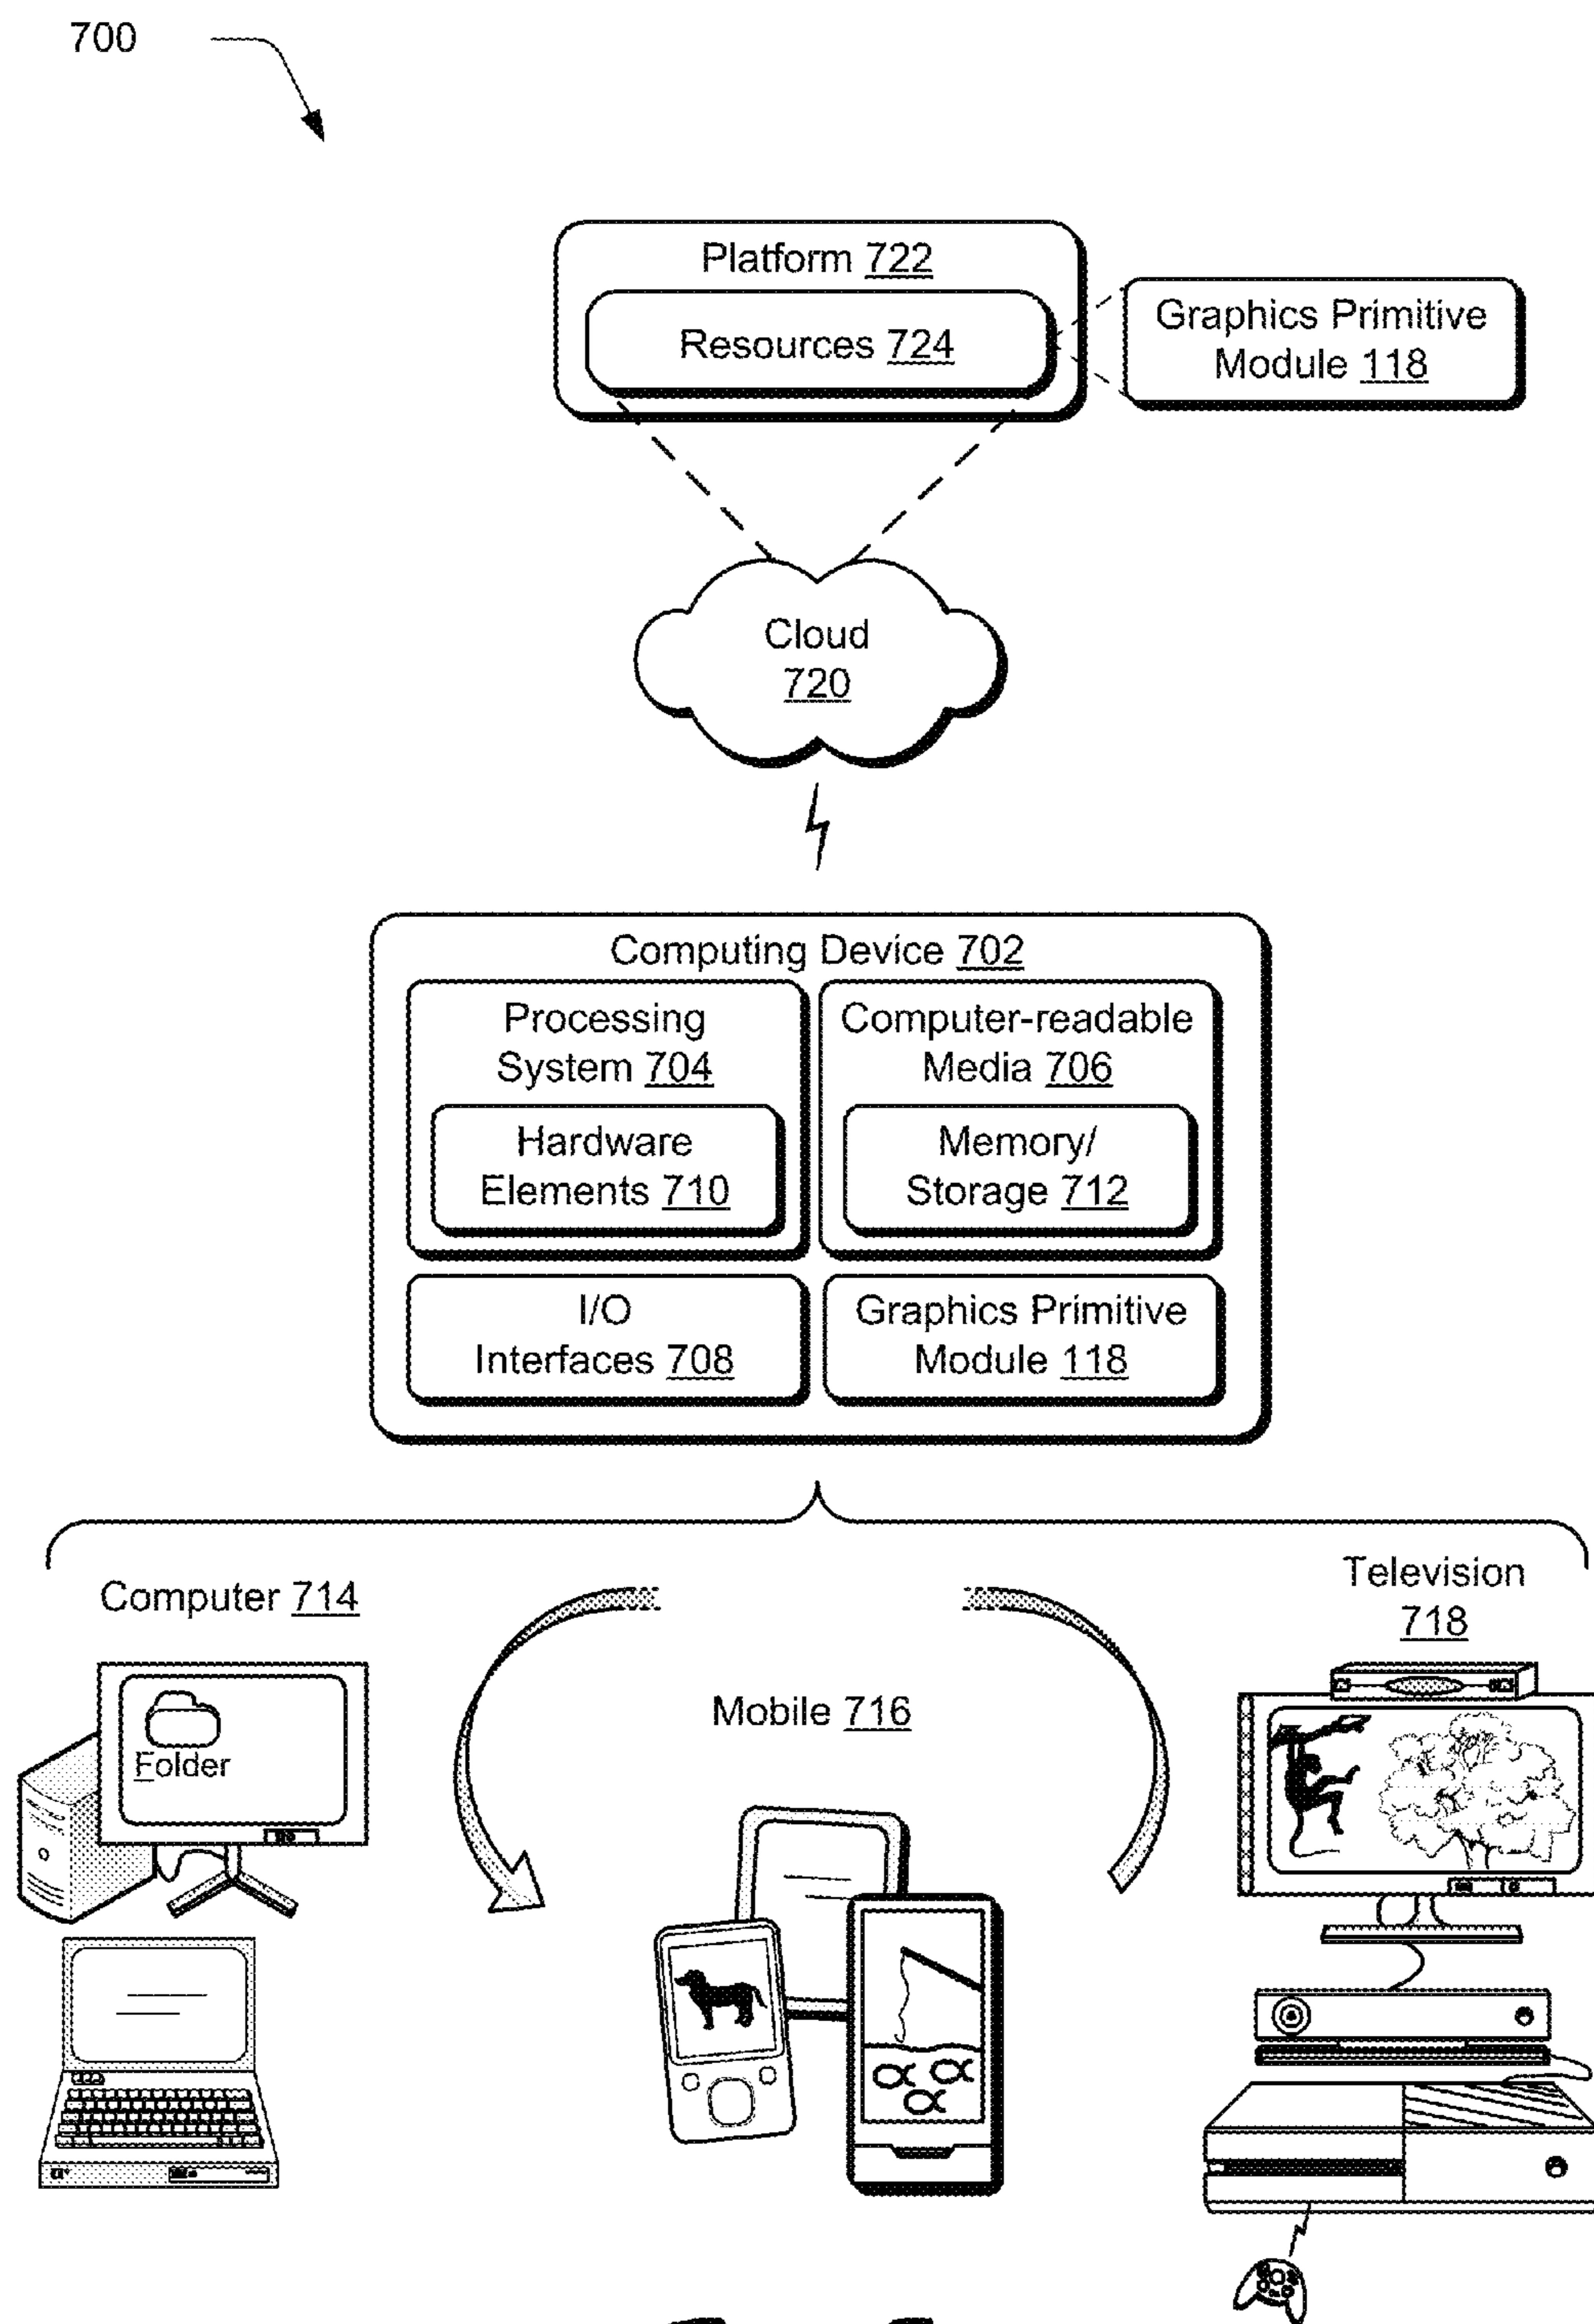 700
Platform 722
Resources 724
Graphics Primitive
Module 118
Cloud
720
Computing Device 702
Processing
System 704
Hardware
Elements 710
Computer-readable
Media 706
Memory/
Storage 712
I/O
Interfaces 708
Graphics Primitive
Module 118
Computer 714
Folder
Mobile 716
Television
718